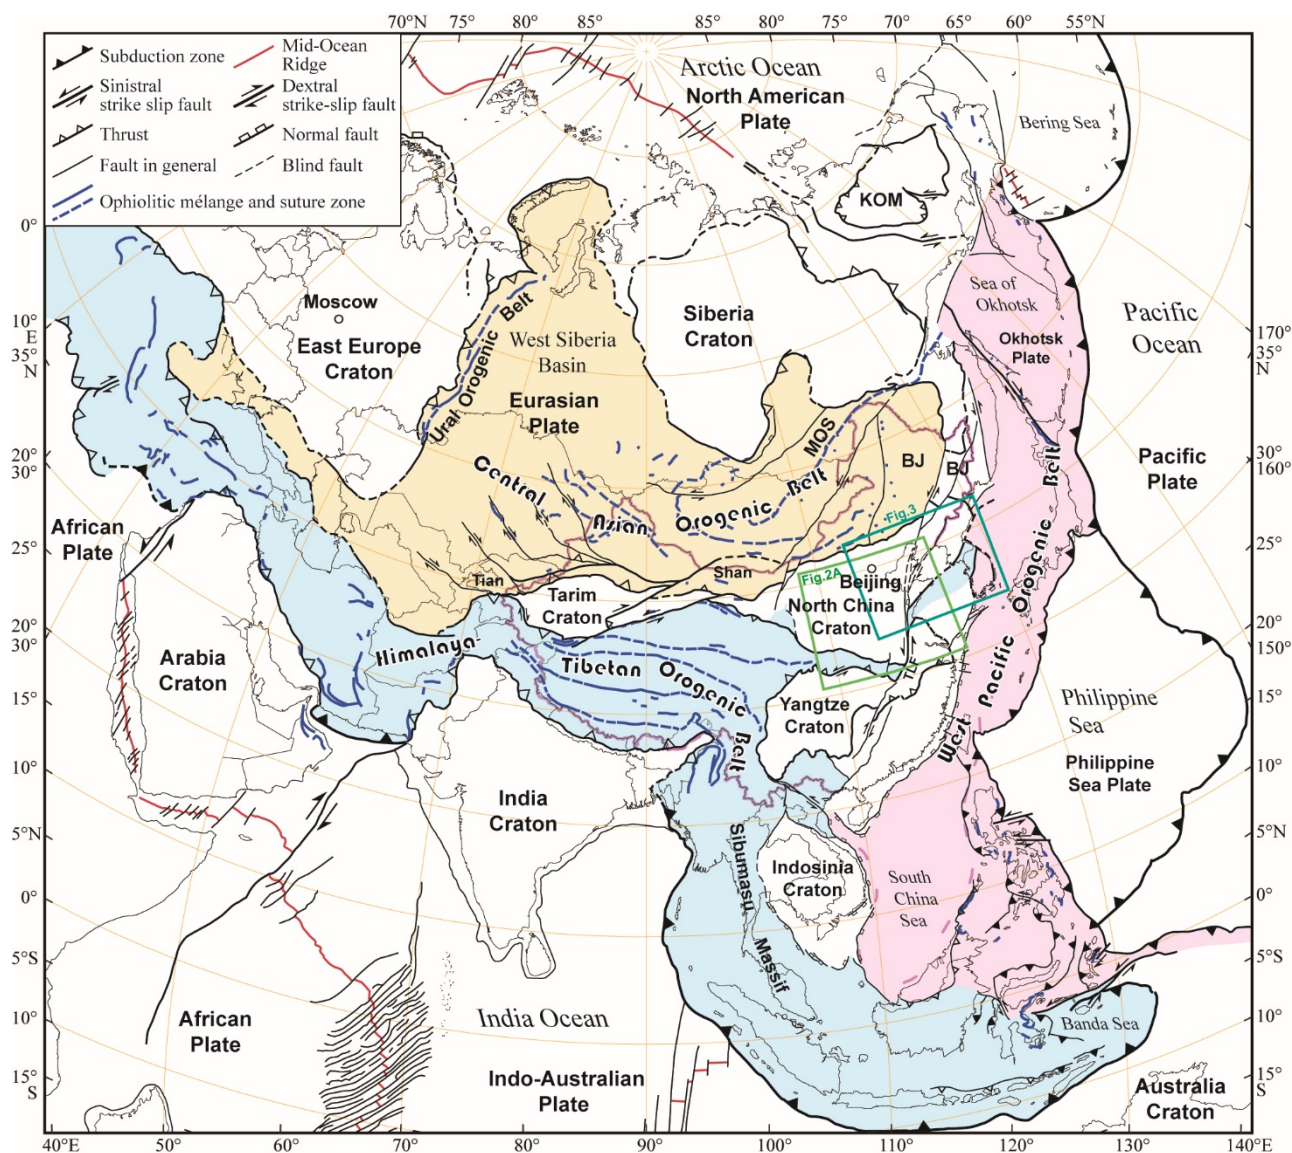 70°N 75° 80° 85° 90° 85° 80° 75° 70° 65° 60° 55°N
Subduction zone
Mid-Ocean
Ridge
Sinistral
strike slip fault
Dextral
strike-slip fault
Thrust
Normal fault
Fault in general
Blind fault
Ophiolitic mélange and suture zone
0°
10°
E
35°
N
20°
30°
25°
20°
30°
15°
10°
5°N
0°
5°S
10°
15°
S
Arctic Ocean
North American
Plate
Bering Sea
KOM
Moscow
East Europe
Craton
Ural Orogenic Belt
West Siberia
Basin
Eurasian
Plate
Siberia
Craton
Sea of
Okhotsk
Okhotsk
Plate
Pacific
Ocean
170°
35°
N
MOS
BJ
BJ
Central Asian Orogenic Belt
30°
160°
Pacific
Plate
African
Plate
Fig.3
Fig.2A
Beijing
North China
Craton
Tian
Shan
Tarim
Craton
25°
20°
150°
Arabia
Craton
Himalaya-
Tibetan Orogenic
Belt
TLF
Yangtze
Craton
West Pacific Orogenic Belt
15°
Philippine
Sea
Philippine
Sea Plate
10°
India
Craton
5°N
Sibumasu
Massif
Indosinia
Craton
South
China
Sea
0°
5°S
African
Plate
India Ocean
Banda Sea
10°
Indo-Australian
Plate
15°
S
Australia
Craton
40°E 50° 60° 70° 80° 90° 100° 110° 120° 130° 140°E